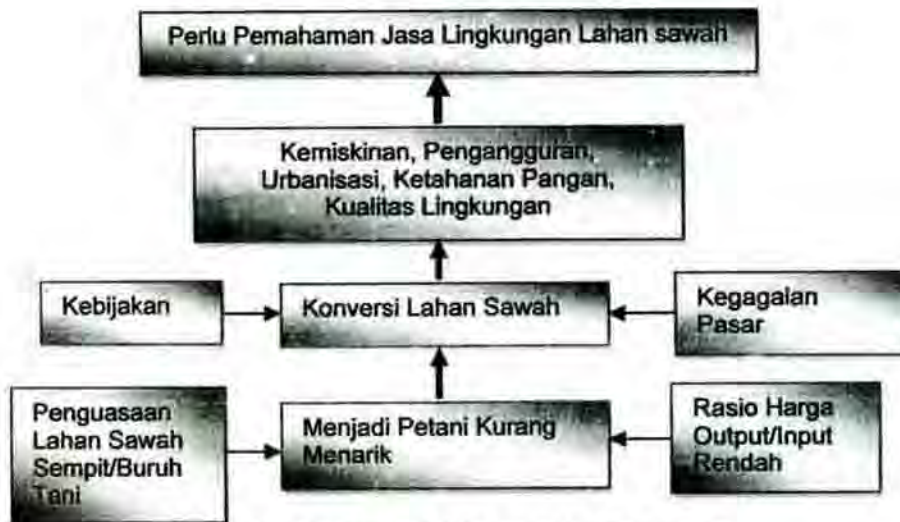 Perlu Pemahaman Jasa Lingkungan Lahan sawah
Kemiskinan, Pengangguran,
Urbanisasi, Ketahanan Pangan,
Kualitas Lingkungan
Kebijakan
Konversi Lahan Sawah
Kegagalan
Pasar
Penguasaan
Lahan Sawah
Sempit/Buruh
Tani
Menjadi Petani Kurang
Menarik
Rasio Harga
Output/Input
Rendah